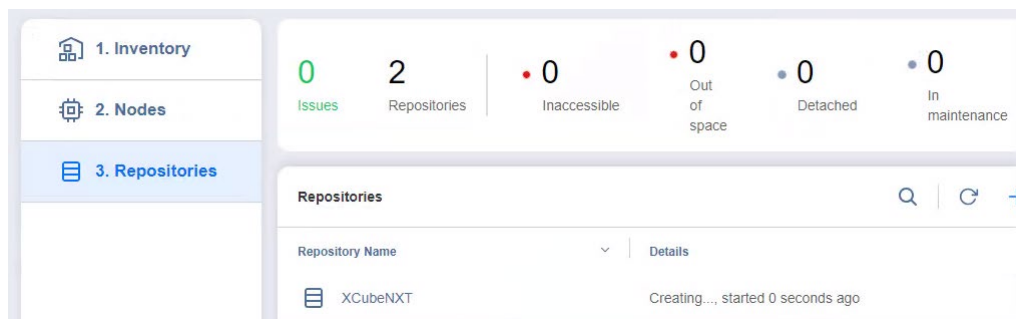 1. Inventory
2. Nodes
3. Repositories
0
Issues
2
Repositories
0
Inaccessible
0
Out
of
space
0
Detached
0
In
maintenance
Repositories
Repository Name
Details
XCubeNXT
Creating..., started 0 seconds ago